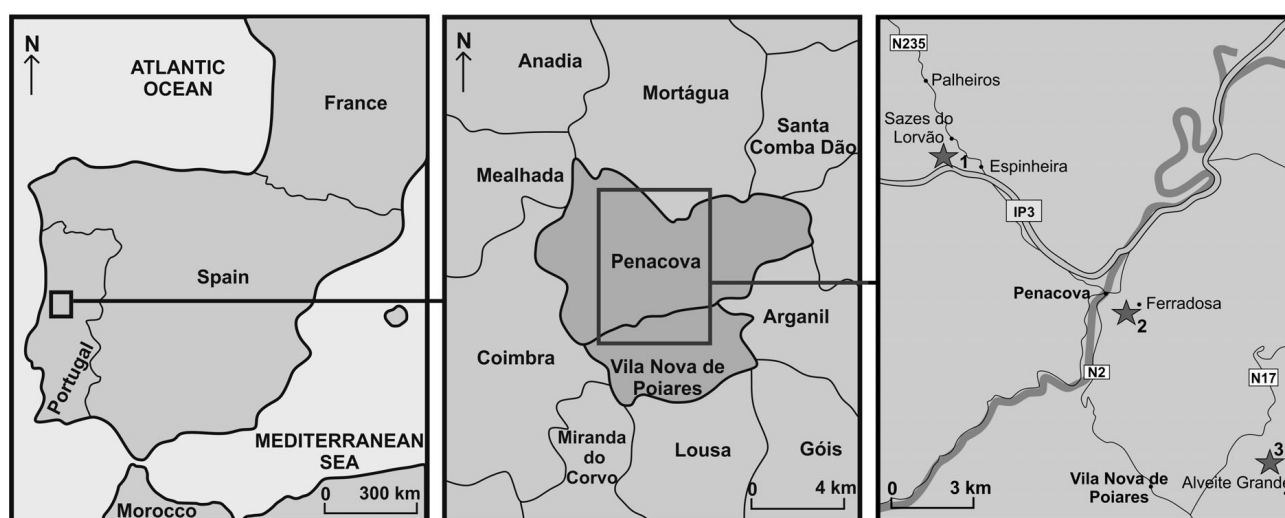 N
ATLANTIC
OCEAN
France
Spain
Portugal
MEDITERRANEAN
SEA
Morocco
0 300 km
N
Anadia
Mortágua
Santa
Comba Dão
Mealhada
Penacova
Arganil
Coimbra
Vila Nova de
Poiares
Miranda
do
Corvo
Lousa
Góis
0 4 km
N235
Palheiros
Sazes do
Lorvão
1
Espinheira
IP3
Penacova
Ferradosa
2
N2
N17
3
Vila Nova de
Poiares
Alveite Grande
0 3 km